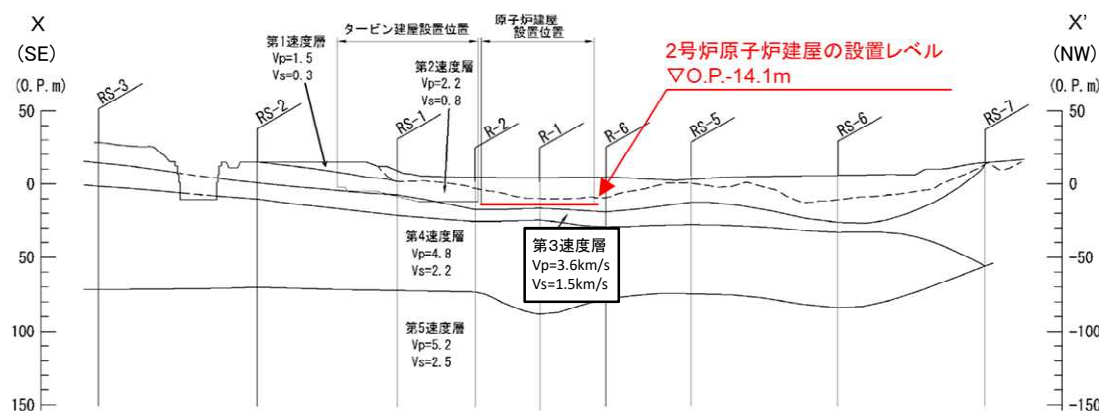 X
(SE)
(O.P.m)
50
0
50
100
150
タービン建屋設置位置
原子炉建屋
設置位置
第1速度層
Vp=1.5
Vs=0.3
第2速度層
Vp=2.2
Vs=0.8
2号炉原子炉建屋の設置レベル
▽O.P.-14.1m
X'
(NW)
(O.P.m)
50
0
-50
-100
-150
RS-3
RS-2
RS-1
R-2
R-1
R-6
RS-5
RS-6
RS-7
第3速度層
Vp=3.6km/s
Vs=1.5km/s
第4速度層
Vp=4.8
Vs=2.2
第5速度層
Vp=5.2
Vs=2.5